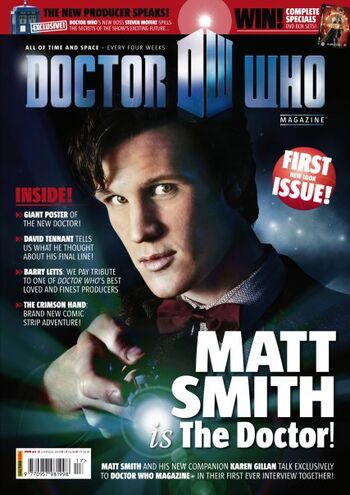 THE NEW PRODUCER SPEAKS!
EXCLUSIVE!
DOCTOR WHO'S NEW BOSS STEVEN MOFFAT SPILLS
THE SECRETS OF THE SHOW'S EXCITING FUTURE...
WIN!
COMPLETE
SPECIALS
DVD BOX SETS!
ALL OF TIME AND SPACE – EVERY FOUR WEEKS
DOCTOR DW WHO
MAGAZINE
FIRST
NEW LOOK
ISSUE!
INSIDE!
GIANT POSTER OF
THE NEW DOCTOR!
DAVID TENNANT TELLS
US WHAT HE THOUGHT
ABOUT HIS FINAL LINE!
BARRY LETTS: WE PAY TRIBUTE
TO ONE OF DOCTOR WHO'S BEST
LOVED AND FINEST PRODUCERS
THE CRIMSON HAND:
BRAND NEW COMIC
STRIP ADVENTURE!
MATT
SMITH
is The Doctor!
17
9 770957 981998
MATT SMITH AND HIS NEW COMPANION KAREN GILLAN TALK EXCLUSIVELY
TO DOCTOR WHO MAGAZINE IN THEIR FIRST EVER INTERVIEW TOGETHER!